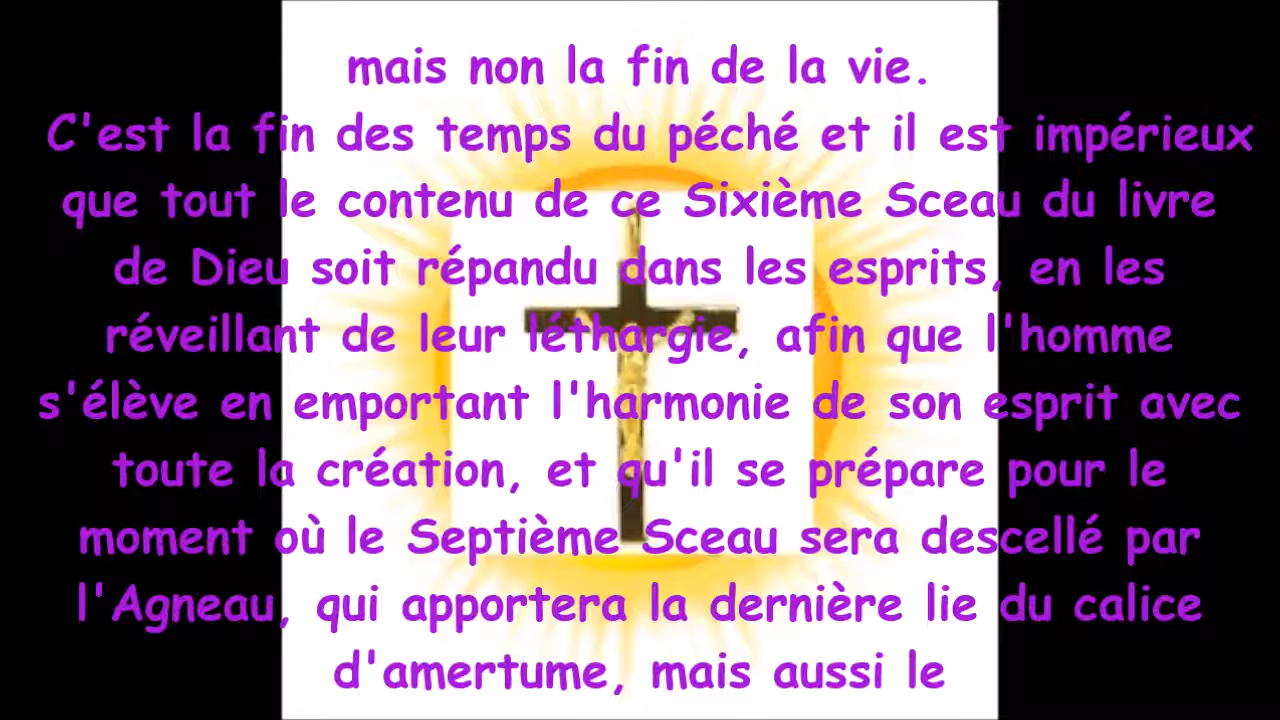 mais non la fin de la vie.
C'est la fin des temps du péché et il est impérieux
que tout le contenu de ce Sixième Sceau du livre
de Dieu soit répandu dans les esprits, en les
réveillant de leur léthargie, afin que l'homme
s'élève en emportant l'harmonie de son esprit avec
toute la création, et qu'il se prépare pour le
moment où le Septième Sceau sera descellé par
l'Agneau, qui apportera la dernière lie du calice
d'amertume, mais aussi le